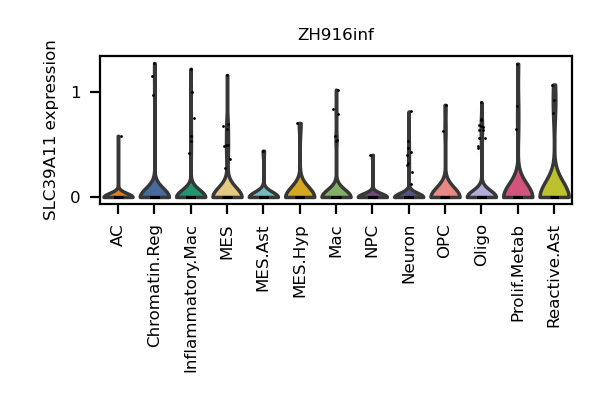 ZH916inf
SLC39A11 expression
1
0
AC
Chromatin.Reg
Inflammatory.Mac
MES
MES.Ast
MES.Hyp
Mac
NPC
Neuron
OPC
Oligo
Prolif.Metab
Reactive.Ast